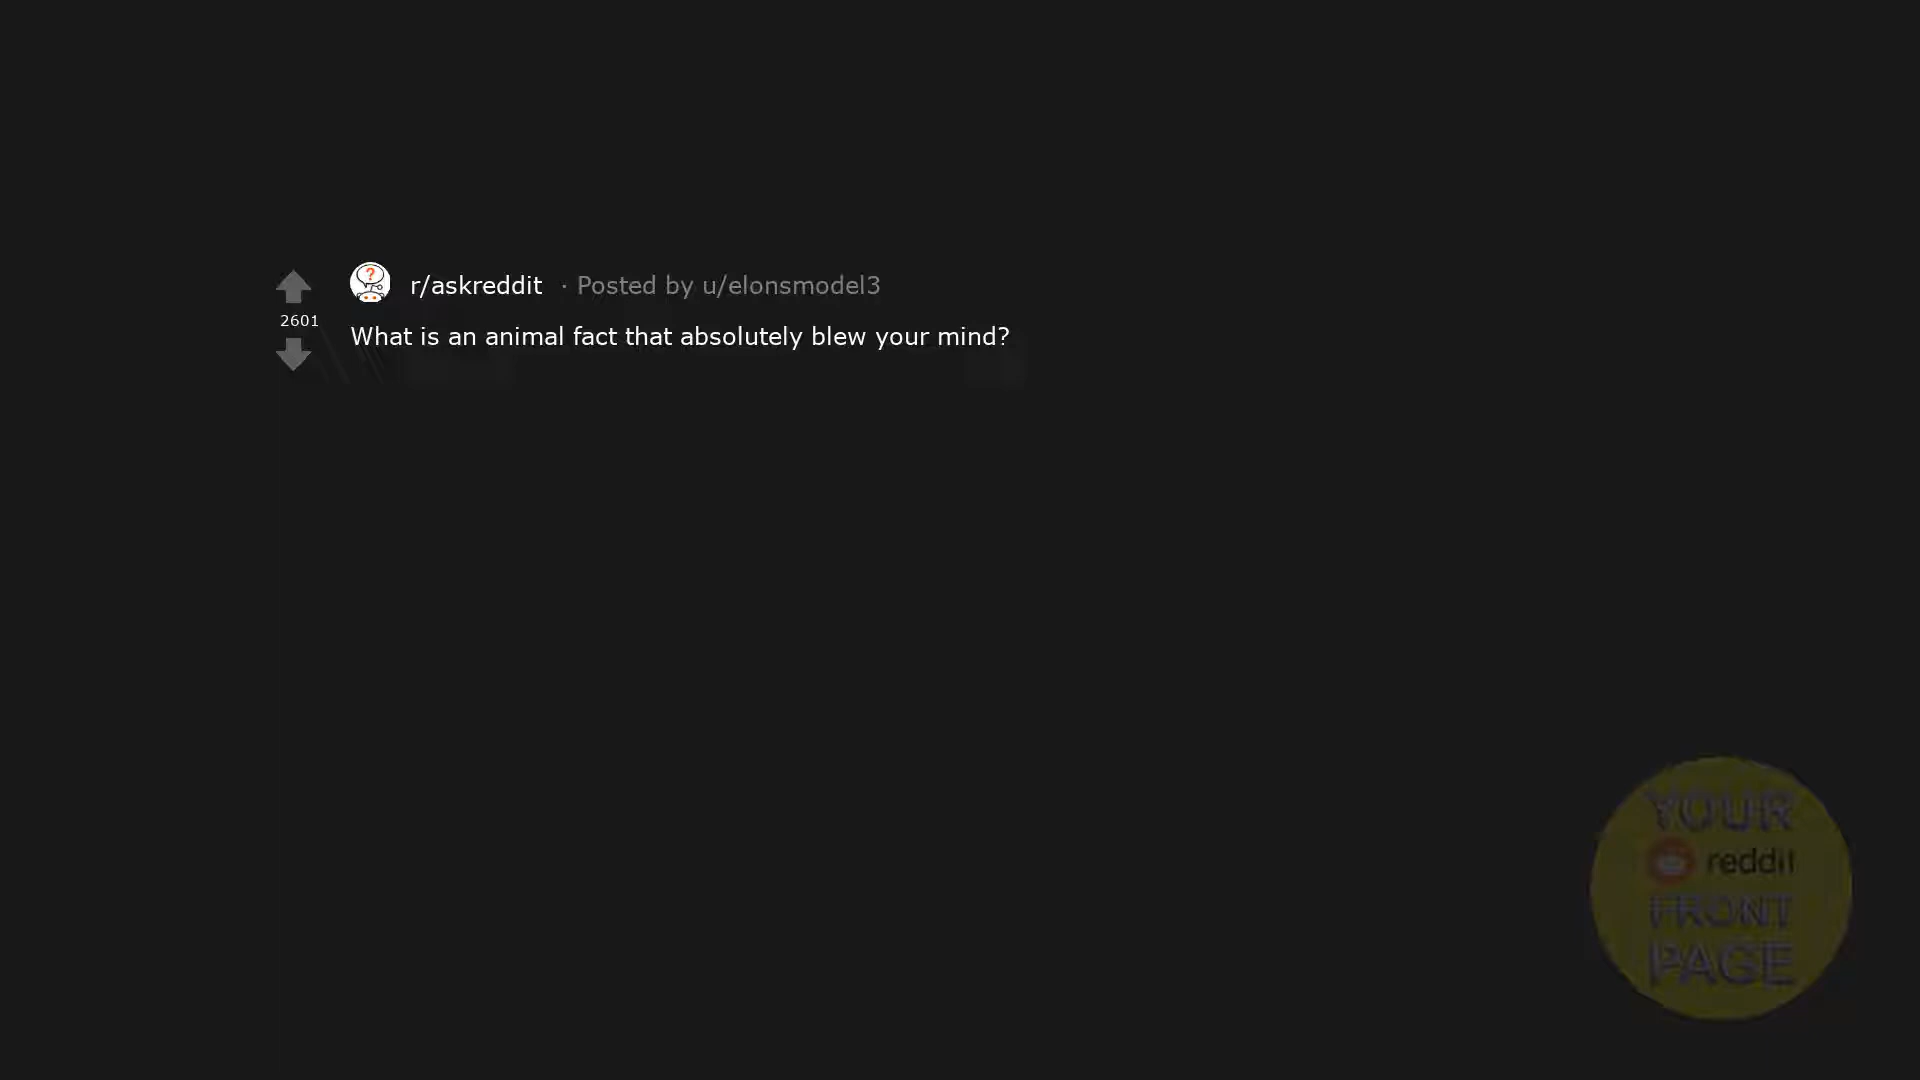 r/askreddit · Posted by u/elonsmodel3
2601
What is an animal fact that absolutely blew your mind?
YOUR
reddit
FRONT
PAGE